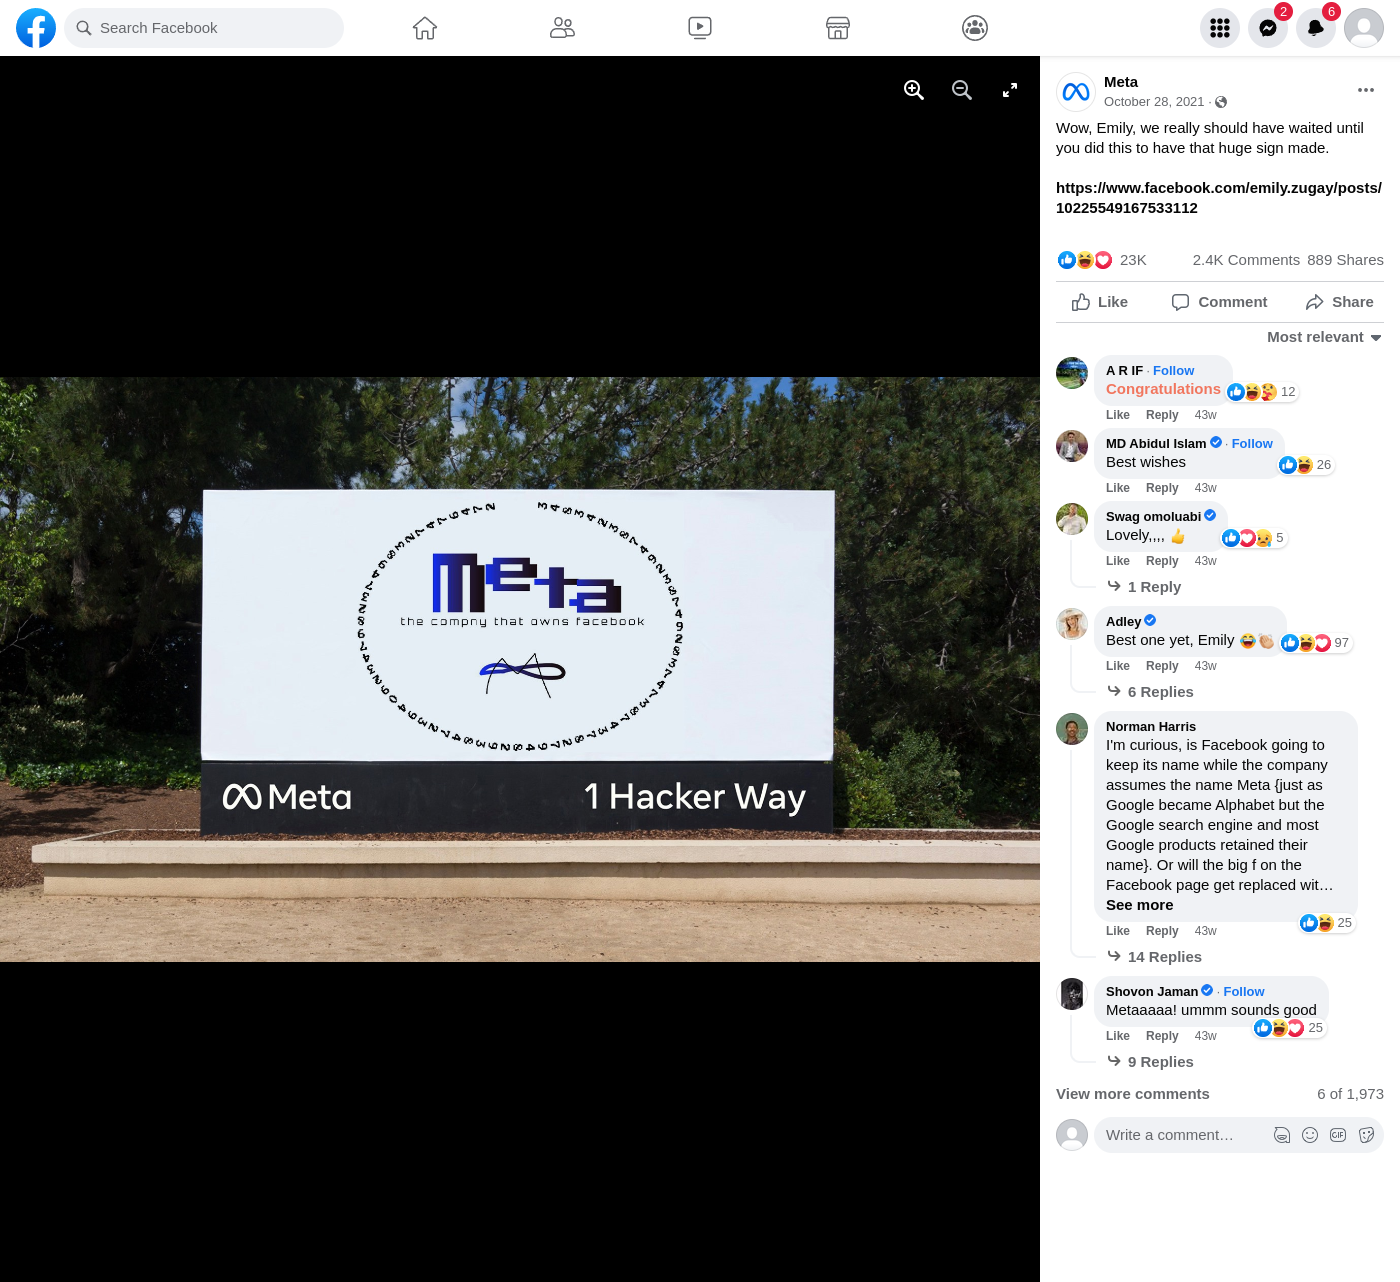 Search Facebook
2
6
Meta
October 28, 2021 ·
Wow, Emily, we really should have waited until
you did this to have that huge sign made.
https://www.facebook.com/emily.zugay/posts/
10225549167533112
23K
2.4K Comments 889 Shares
Like
Comment
Share
Most relevant
A R IF · Follow
Congratulations
12
Like Reply 43w
MD Abidul Islam · Follow
Best wishes
26
Like Reply 43w
Swag omoluabi
Lovely,,,, 👍
5
Like Reply 43w
1 Reply
Adley
Best one yet, Emily 😂👏🏼
97
Like Reply 43w
6 Replies
Norman Harris
I'm curious, is Facebook going to
keep its name while the company
assumes the name Meta {just as
Google became Alphabet but the
Google search engine and most
Google products retained their
name}. Or will the big f on the
Facebook page get replaced wit…
See more
25
Like Reply 43w
14 Replies
Shovon Jaman · Follow
Metaaaaa! ummm sounds good
25
Like Reply 43w
9 Replies
View more comments
6 of 1,973
Write a comment…
GIF
meta
the compny that owns facebook
Meta
1 Hacker Way